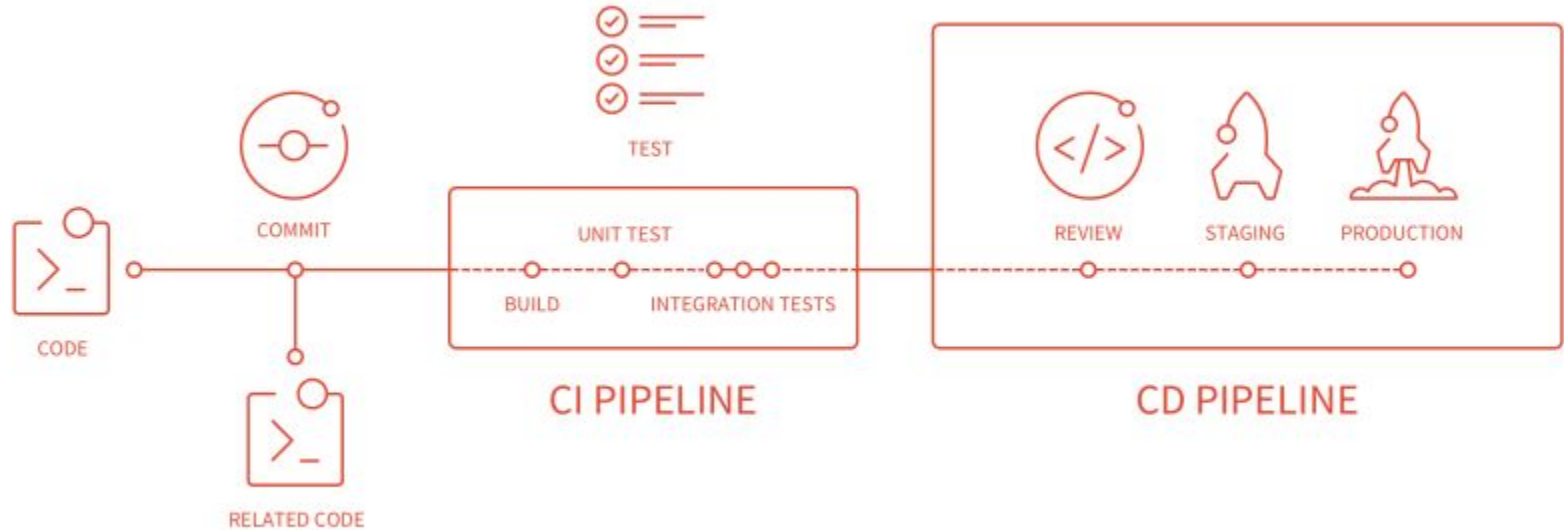 TEST
COMMIT
UNIT TEST
REVIEW
STAGING
PRODUCTION
BUILD
INTEGRATION TESTS
CODE
CI PIPELINE
CD PIPELINE
RELATED CODE